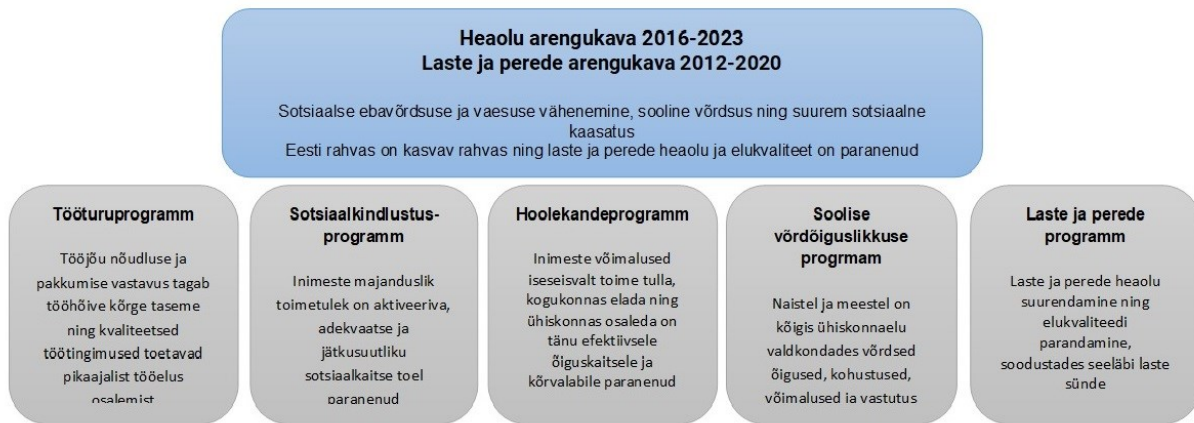 Heaolu arengukava 2016-2023
Laste ja perede arengukava 2012-2020
Sotsiaalse ebavõrdsuse ja vaesuse vähenemine, sooline võrdsus ning suurem sotsiaalne
kaasatus
Eesti rahvas on kasvav rahvas ning laste ja perede heaolu ja elukvaliteet on paranenud
Tööturuprogramm
Tööjõu nõudluse ja
pakkumise vastavus tagab
tööhõive kõrge taseme
ning kvaliteetsed
töötingimused toetavad
pikaajalist tööelus
osalemist
Sotsiaalkindlustus-
programm
Inimeste majanduslik
toimetulek on aktiveeriva,
adekvaatse ja
jätkusuutliku
sotsiaalkaitse toel
paranenud
Hoolekandeprogramm
Inimeste võimalused
iseseisvalt toime tulla,
kogukonnas elada ning
ühiskonnas osaleda on
tänu efektiivsele
õiguskaitsele ja
kõrvalabile paranenud
Soolise
võrdõiguslikkuse
progrmam
Naistel ja meestel on
kõigis ühiskonnaelu
valdkondades võrdsed
õigused, kohustused,
võimalused ja vastutus
Laste ja perede
programm
Laste ja perede heaolu
suurendamine ning
elukvaliteedi
parandamine,
soodustades seeläbi laste
sünde